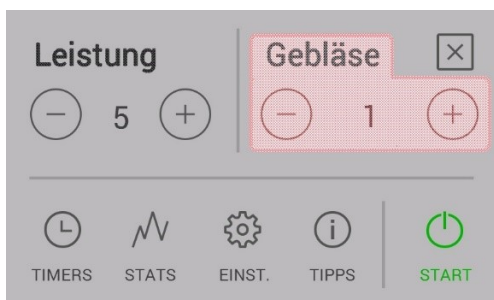 Leistung
Gebläse
5
1
TIMERS
STATS
EINST.
TIPPS
START